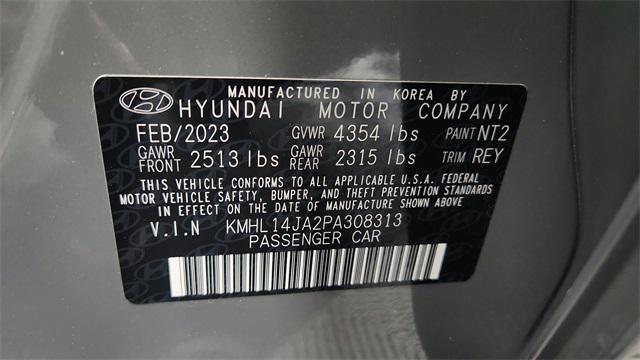 MANUFACTURED IN KOREA BY
HYUNDAI MOTOR COMPANY
FEB/2023 GVWR 4354 lbs PAINT NT2
GAWR FRONT 2513 lbs GAWR REAR 2315 lbs TRIM REY
THIS VEHICLE CONFORMS TO ALL APPLICABLE U.S.A. FEDERAL
MOTOR VEHICLE SAFETY, BUMPER, AND THEFT PREVENTION STANDARDS
IN EFFECT ON THE DATE OF MANUFACTURE SHOWN ABOVE.
V.I.N KMHL14JA2PA308313
PASSENGER CAR